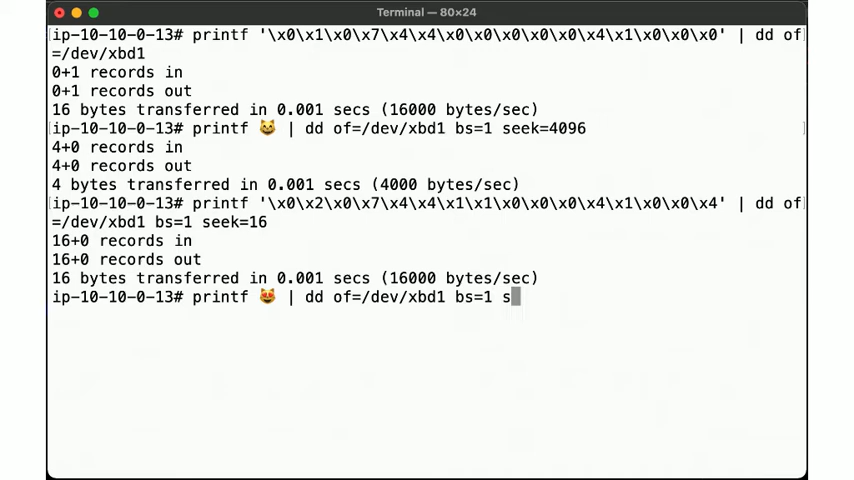 Terminal — 80×24
ip-10-10-0-13# printf '\x0\x1\x0\x7\x4\x4\x0\x0\x0\x0\x0\x4\x1\x0\x0\x0' | dd of
=/dev/xbd1
0+1 records in
0+1 records out
16 bytes transferred in 0.001 secs (16000 bytes/sec)
ip-10-10-0-13# printf 😺 | dd of=/dev/xbd1 bs=1 seek=4096
4+0 records in
4+0 records out
4 bytes transferred in 0.001 secs (4000 bytes/sec)
ip-10-10-0-13# printf '\x0\x2\x0\x7\x4\x4\x1\x1\x0\x0\x0\x4\x1\x0\x0\x4' | dd of
=/dev/xbd1 bs=1 seek=16
16+0 records in
16+0 records out
16 bytes transferred in 0.001 secs (16000 bytes/sec)
ip-10-10-0-13# printf 😻 | dd of=/dev/xbd1 bs=1 s